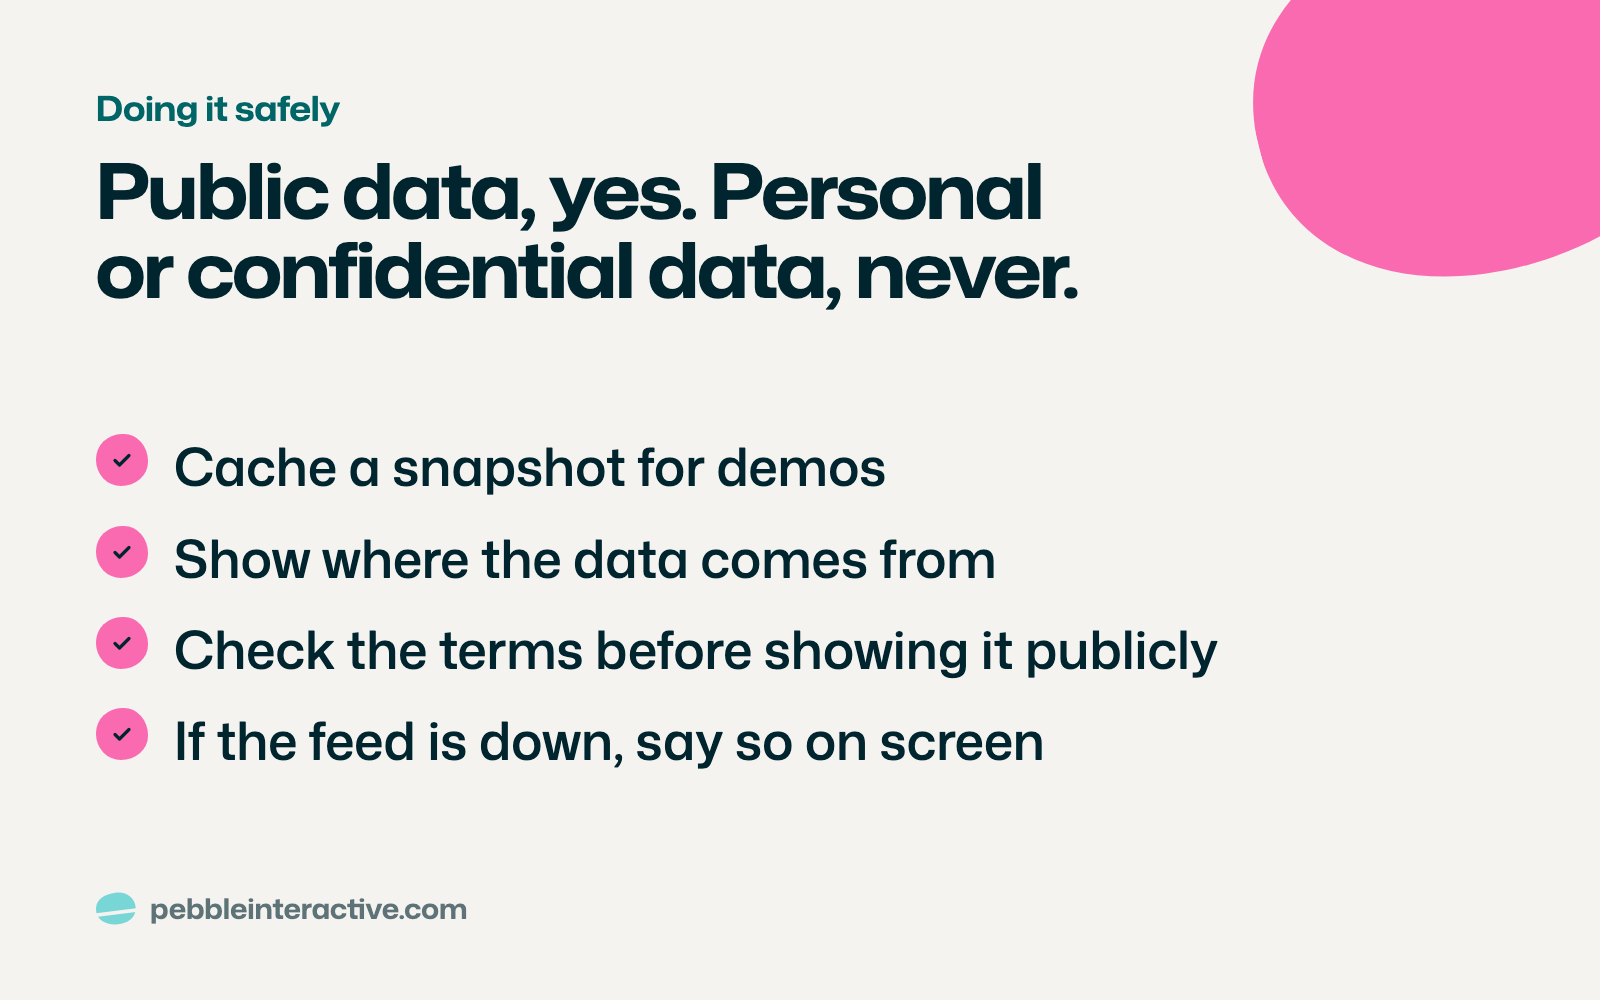 Doing it safely
Public data, yes. Personal
or confidential data, never.
Cache a snapshot for demos
Show where the data comes from
Check the terms before showing it publicly
If the feed is down, say so on screen
pebbleinteractive.com